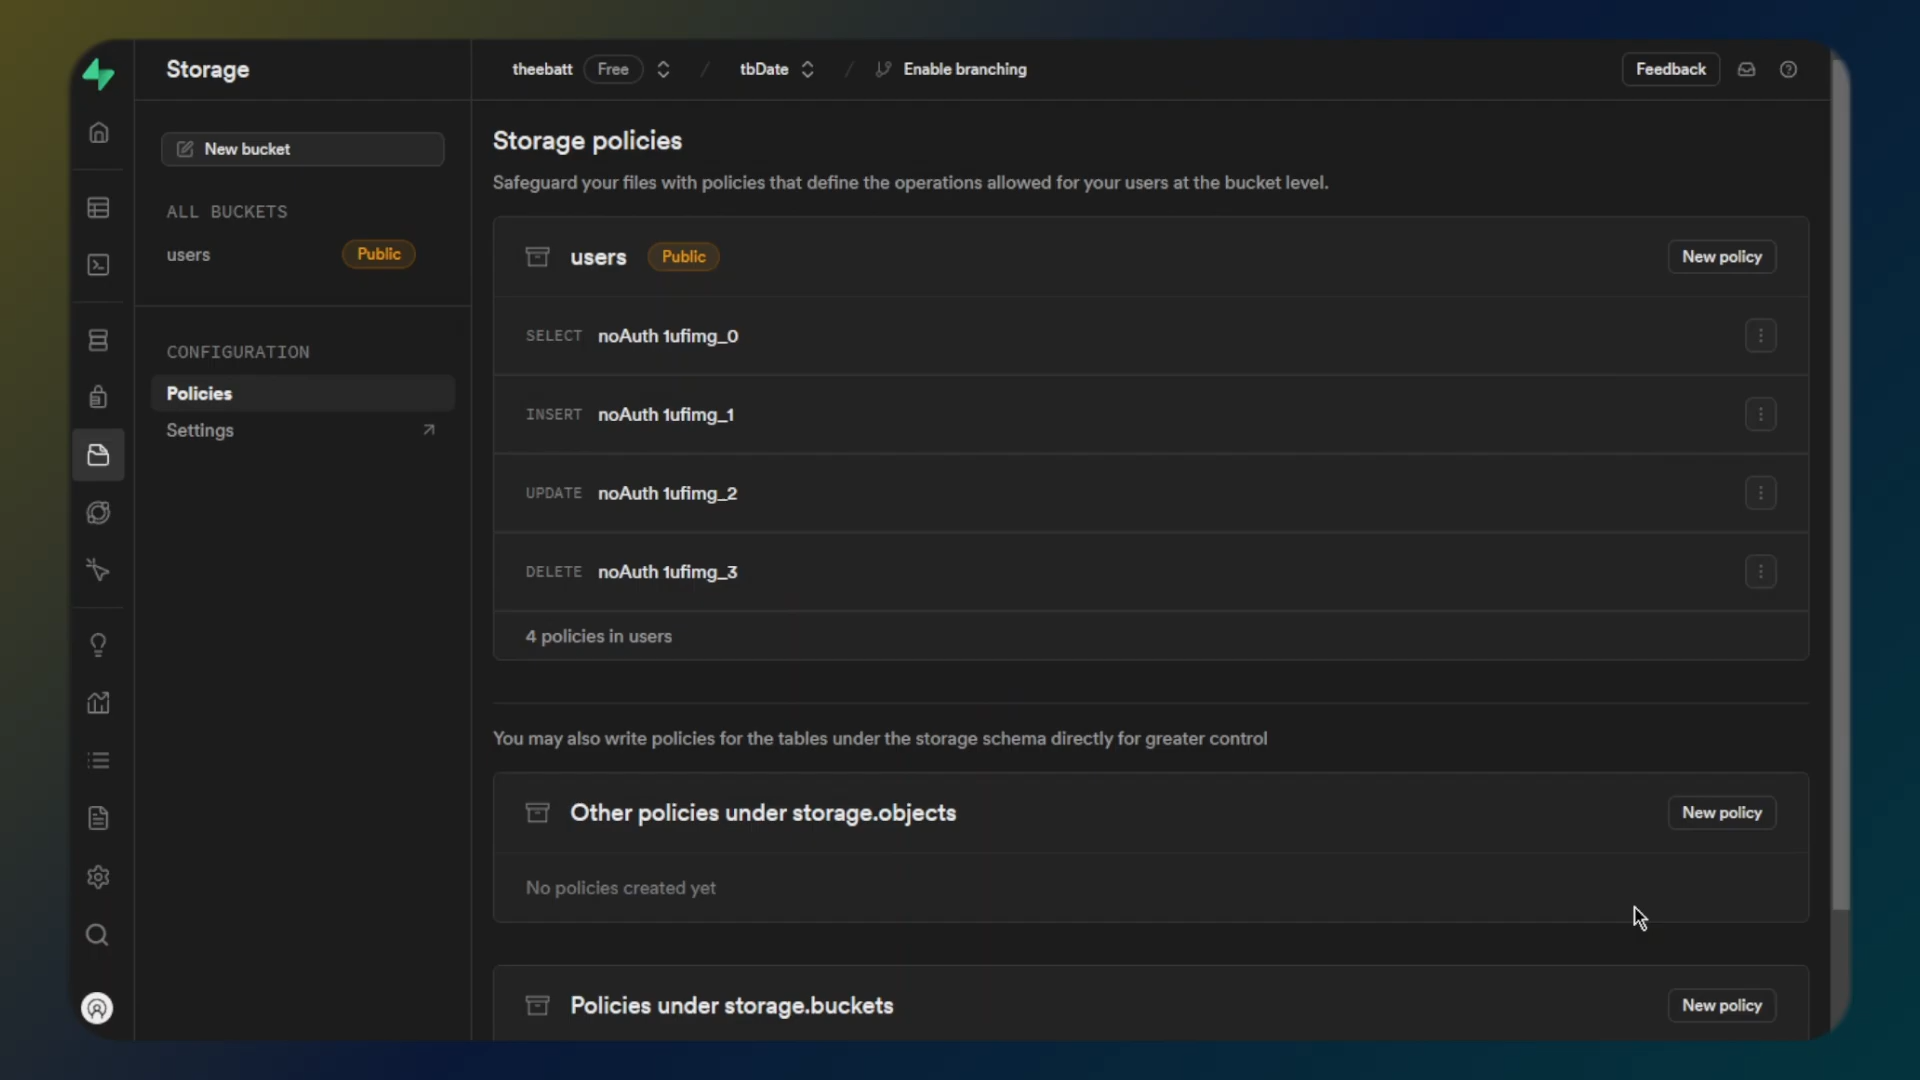 Storage
theebatt Free / tbDate / Enable branching
Feedback
New bucket
ALL BUCKETS
users Public
CONFIGURATION
Policies
Settings
Storage policies
Safeguard your files with policies that define the operations allowed for your users at the bucket level.
users Public
New policy
SELECT noAuth 1ufimg_0
INSERT noAuth 1ufimg_1
UPDATE noAuth 1ufimg_2
DELETE noAuth 1ufimg_3
4 policies in users
You may also write policies for the tables under the storage schema directly for greater control
Other policies under storage.objects
New policy
No policies created yet
Policies under storage.buckets
New policy